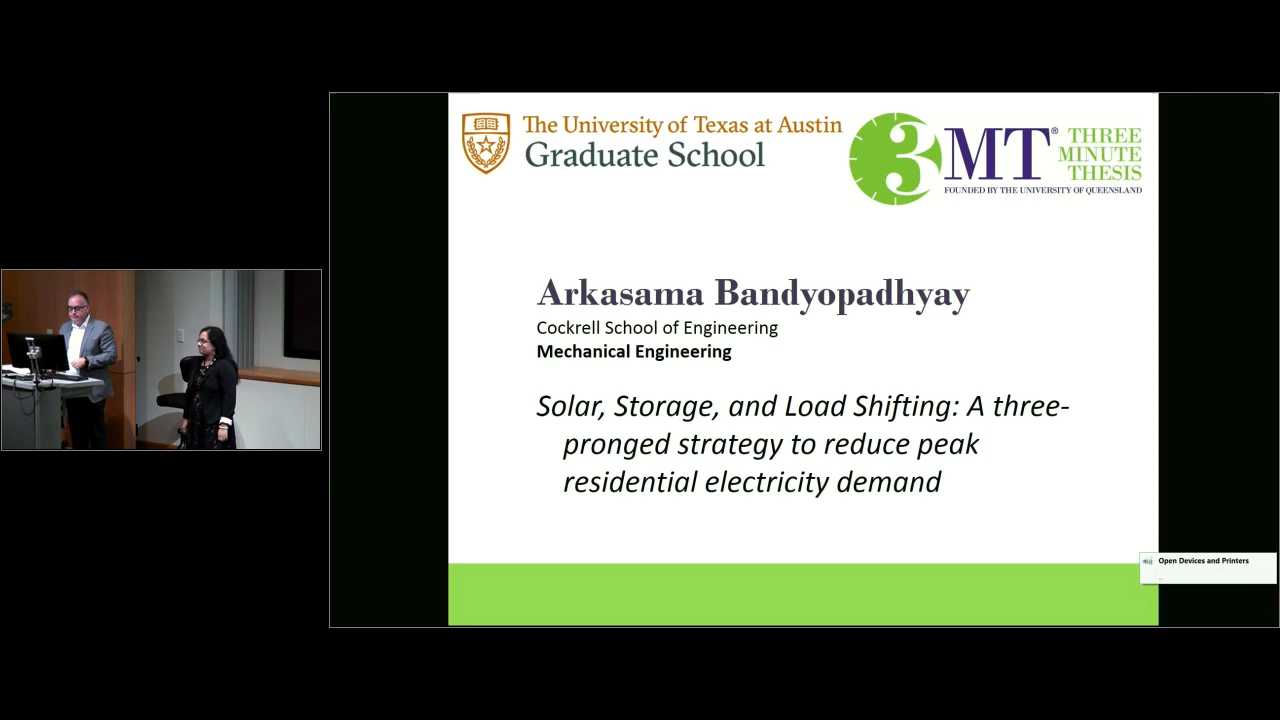 The University of Texas at Austin
Graduate School
3MT® THREE
MINUTE
THESIS
FOUNDED BY THE UNIVERSITY OF QUEENSLAND
Arkasama Bandyopadhyay
Cockrell School of Engineering
Mechanical Engineering
Solar, Storage, and Load Shifting: A three-
pronged strategy to reduce peak
residential electricity demand
Open Devices and Printers